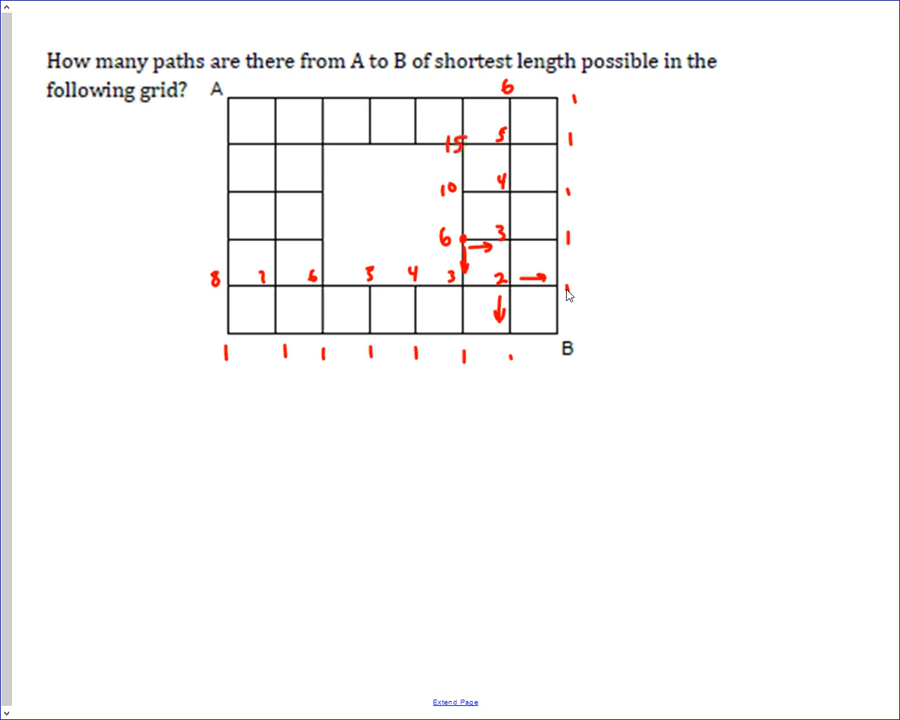 How many paths are there from A to B of shortest length possible in the
following grid? A
6
1
15 5 1
10 4 1
6 3 1
8 7 6 5 4 3 2 1
1 1 1 1 1 1
B
Extend Page